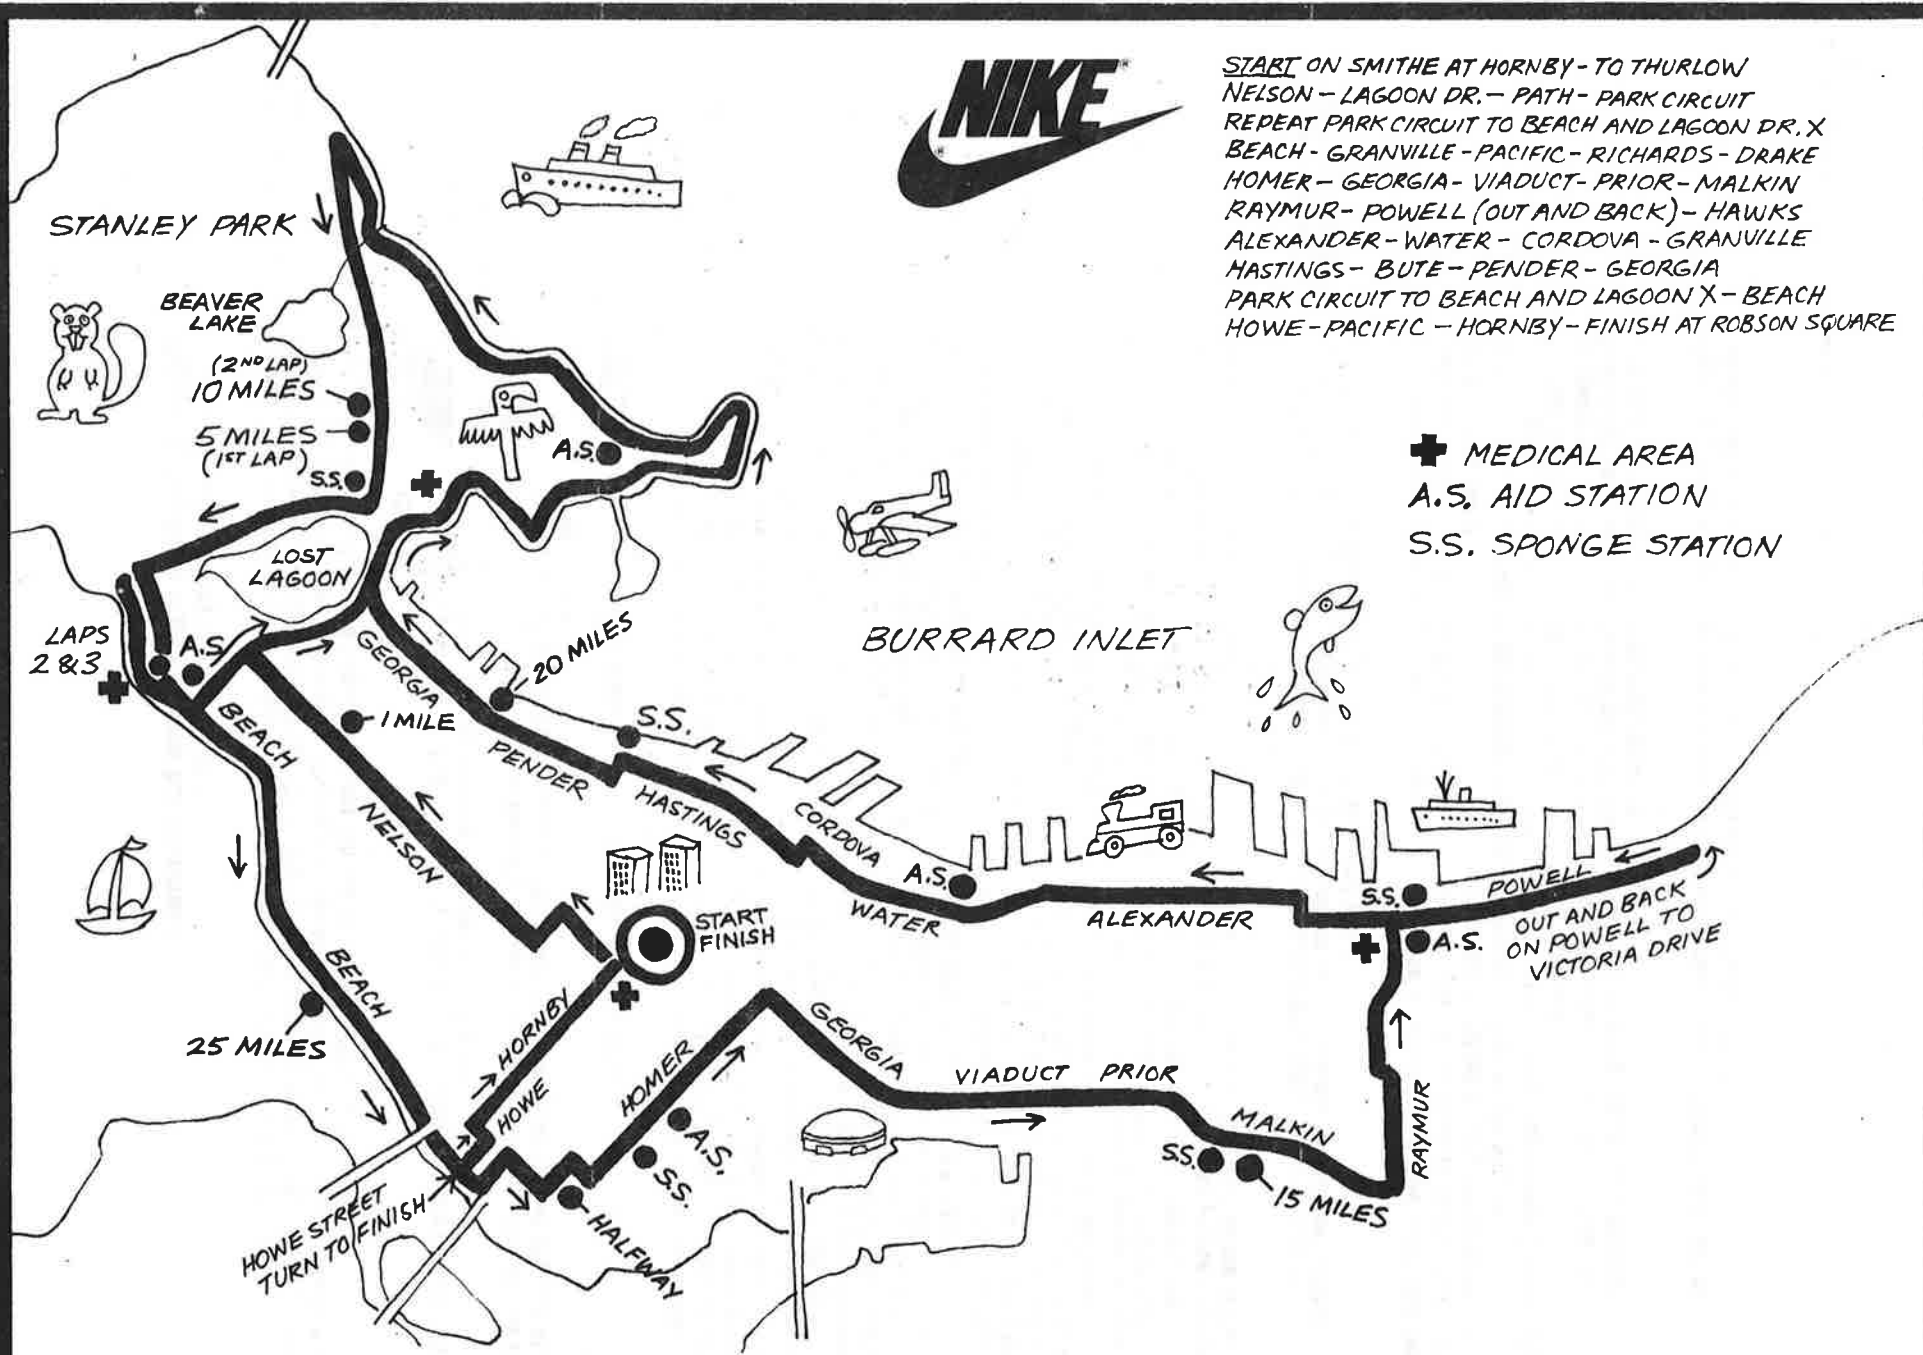 NIKE
START ON SMITHE AT HORNBY - TO THURLOW
NELSON - LAGOON DR. - PATH - PARK CIRCUIT
REPEAT PARK CIRCUIT TO BEACH AND LAGOON DR. X
BEACH - GRANVILLE - PACIFIC - RICHARDS - DRAKE
HOMER - GEORGIA - VIADUCT - PRIOR - MALKIN
RAYMUR - POWELL (OUT AND BACK) - HAWKS
ALEXANDER - WATER - CORDOVA - GRANVILLE
HASTINGS - BUTE - PENDER - GEORGIA
PARK CIRCUIT TO BEACH AND LAGOON X - BEACH
HOWE - PACIFIC - HORNBY - FINISH AT ROBSON SQUARE
STANLEY PARK
BEAVER
LAKE
(2ND LAP)
10 MILES
5 MILES
(1ST LAP)
S.S.
A.S.
MEDICAL AREA
A.S. AID STATION
S.S. SPONGE STATION
LOST
LAGOON
LAPS
2 & 3
A.S.
GEORGIA
20 MILES
BURRARD INLET
BEACH
1 MILE
S.S.
PENDER
HASTINGS
CORDOVA
NELSON
A.S.
WATER
ALEXANDER
S.S.
POWELL
OUT AND BACK
ON POWELL TO
VICTORIA DRIVE
A.S.
START
FINISH
BEACH
25 MILES
HORNBY
HOWE
HOMER
GEORGIA
VIADUCT
PRIOR
MALKIN
RAYMUR
A.S.
S.S.
S.S.
15 MILES
HOWE STREET
TURN TO FINISH
HALFWAY